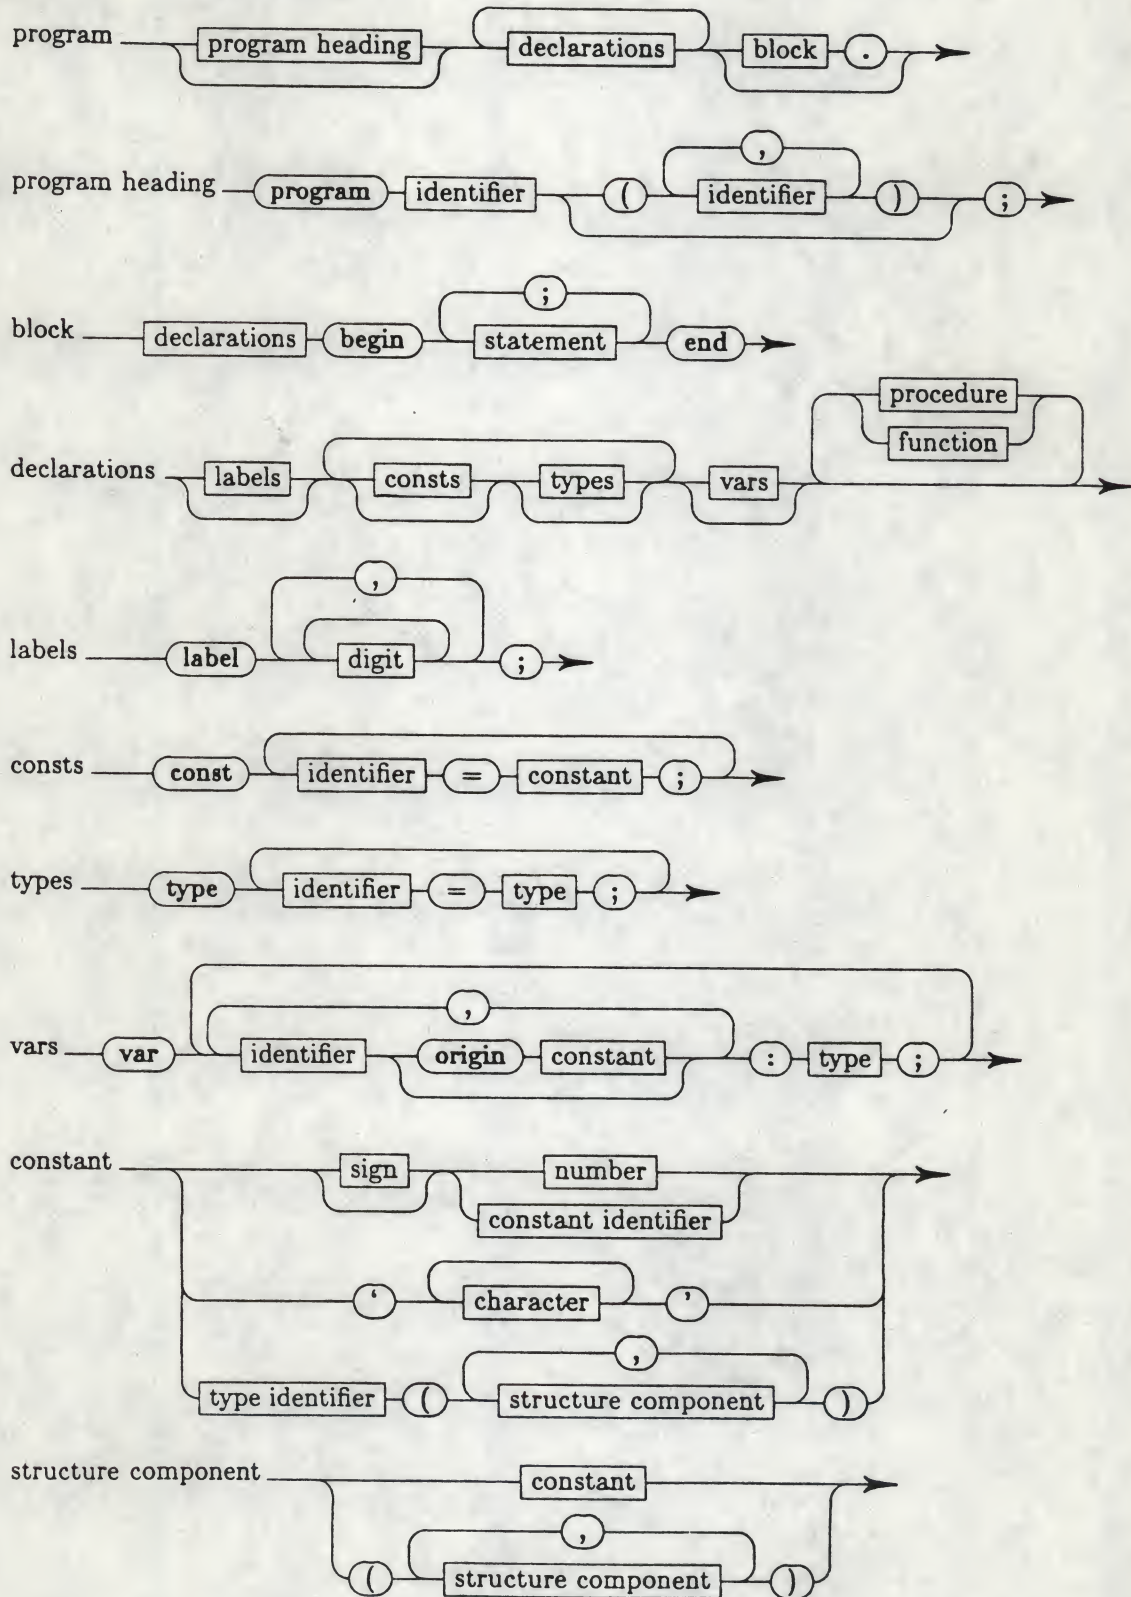 program program heading declarations block .
,
program heading program identifier ( identifier ) ;
;
block declarations begin statement end
procedure
function
declarations labels consts types vars
,
labels label digit ;
consts const identifier = constant ;
types type identifier = type ;
,
vars var identifier origin constant : type ;
constant sign number
constant identifier
‘ character ’
,
type identifier ( structure component )
structure component constant
,
( structure component )